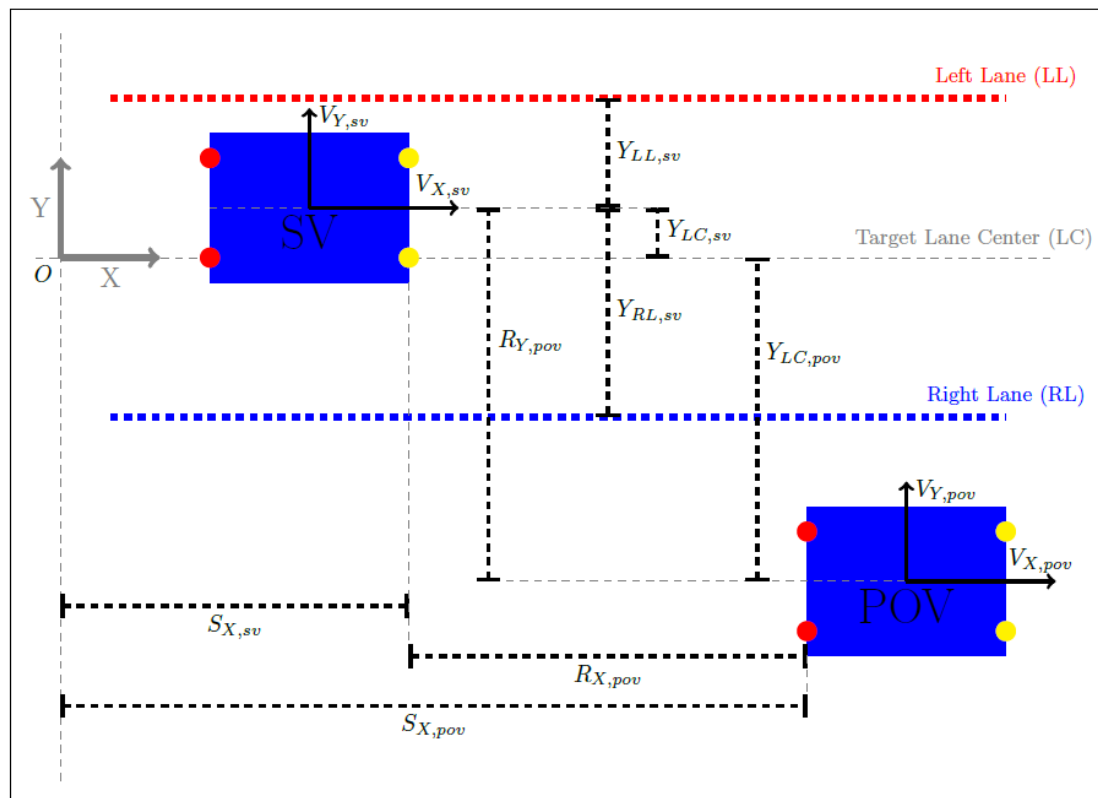 Left Lane (LL)
V_{Y,sv}
Y_{LL,sv}
V_{X,sv}
Y
SV
Y_{LC,sv}
Target Lane Center (LC)
O
X
Y_{RL,sv}
R_{Y,pov}
Y_{LC,pov}
Right Lane (RL)
V_{Y,pov}
V_{X,pov}
POV
S_{X,sv}
R_{X,pov}
S_{X,pov}